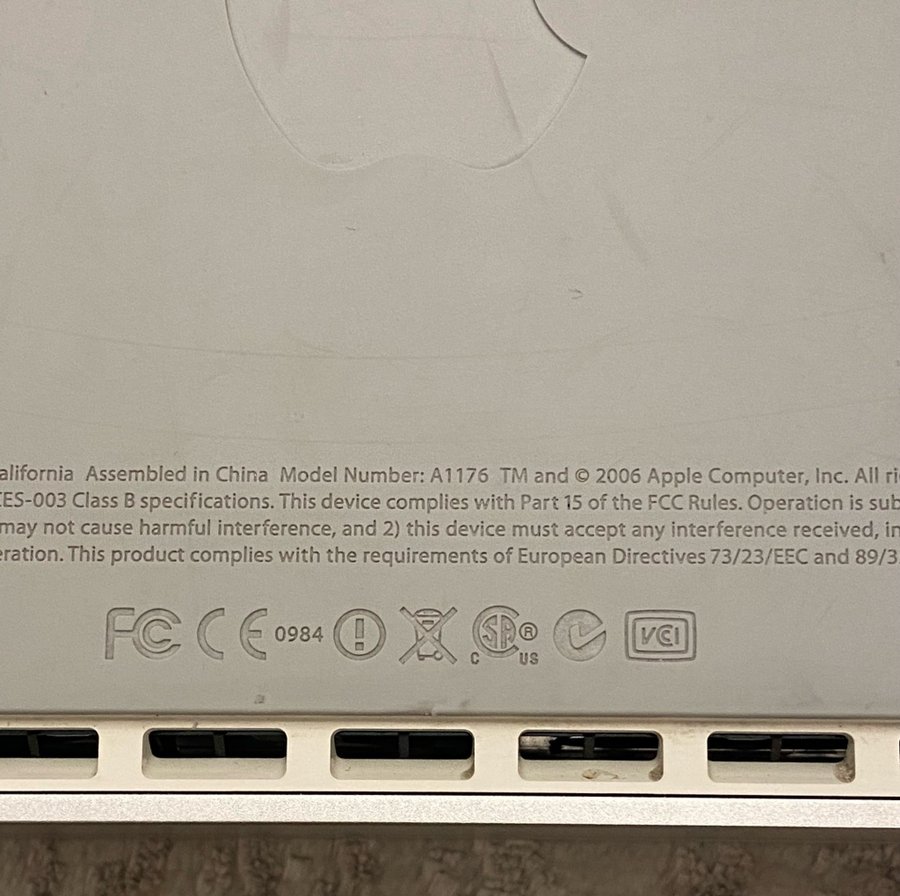 alifornia Assembled in China Model Number: A1176 TM and © 2006 Apple Computer, Inc. All ri
ES-003 Class B specifications. This device complies with Part 15 of the FCC Rules. Operation is sub
may not cause harmful interference, and 2) this device must accept any interference received, in
eration. This product complies with the requirements of European Directives 73/23/EEC and 89/3
FC CE 0984 ! C SA ® US VCI